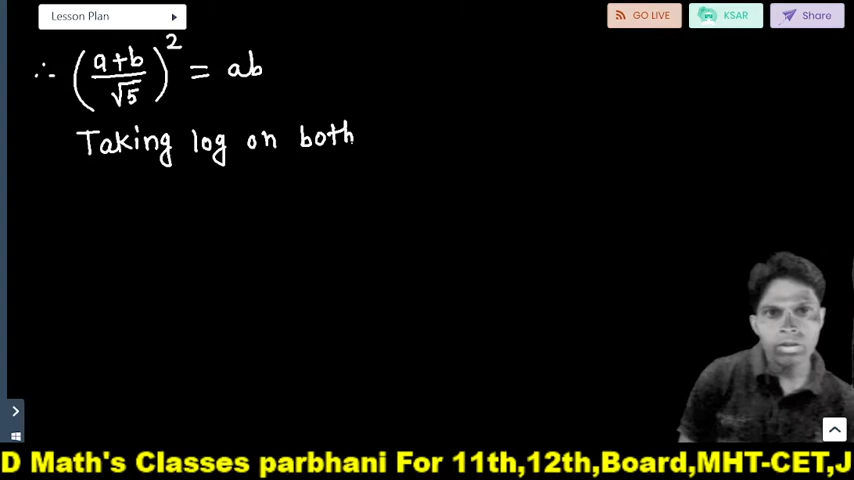 Lesson Plan
GO LIVE
KSAR
Share
∴ (a+b/√5)² = ab
Taking log on both
D Math's Classes parbhani For 11th,12th,Board,MHT-CET,J